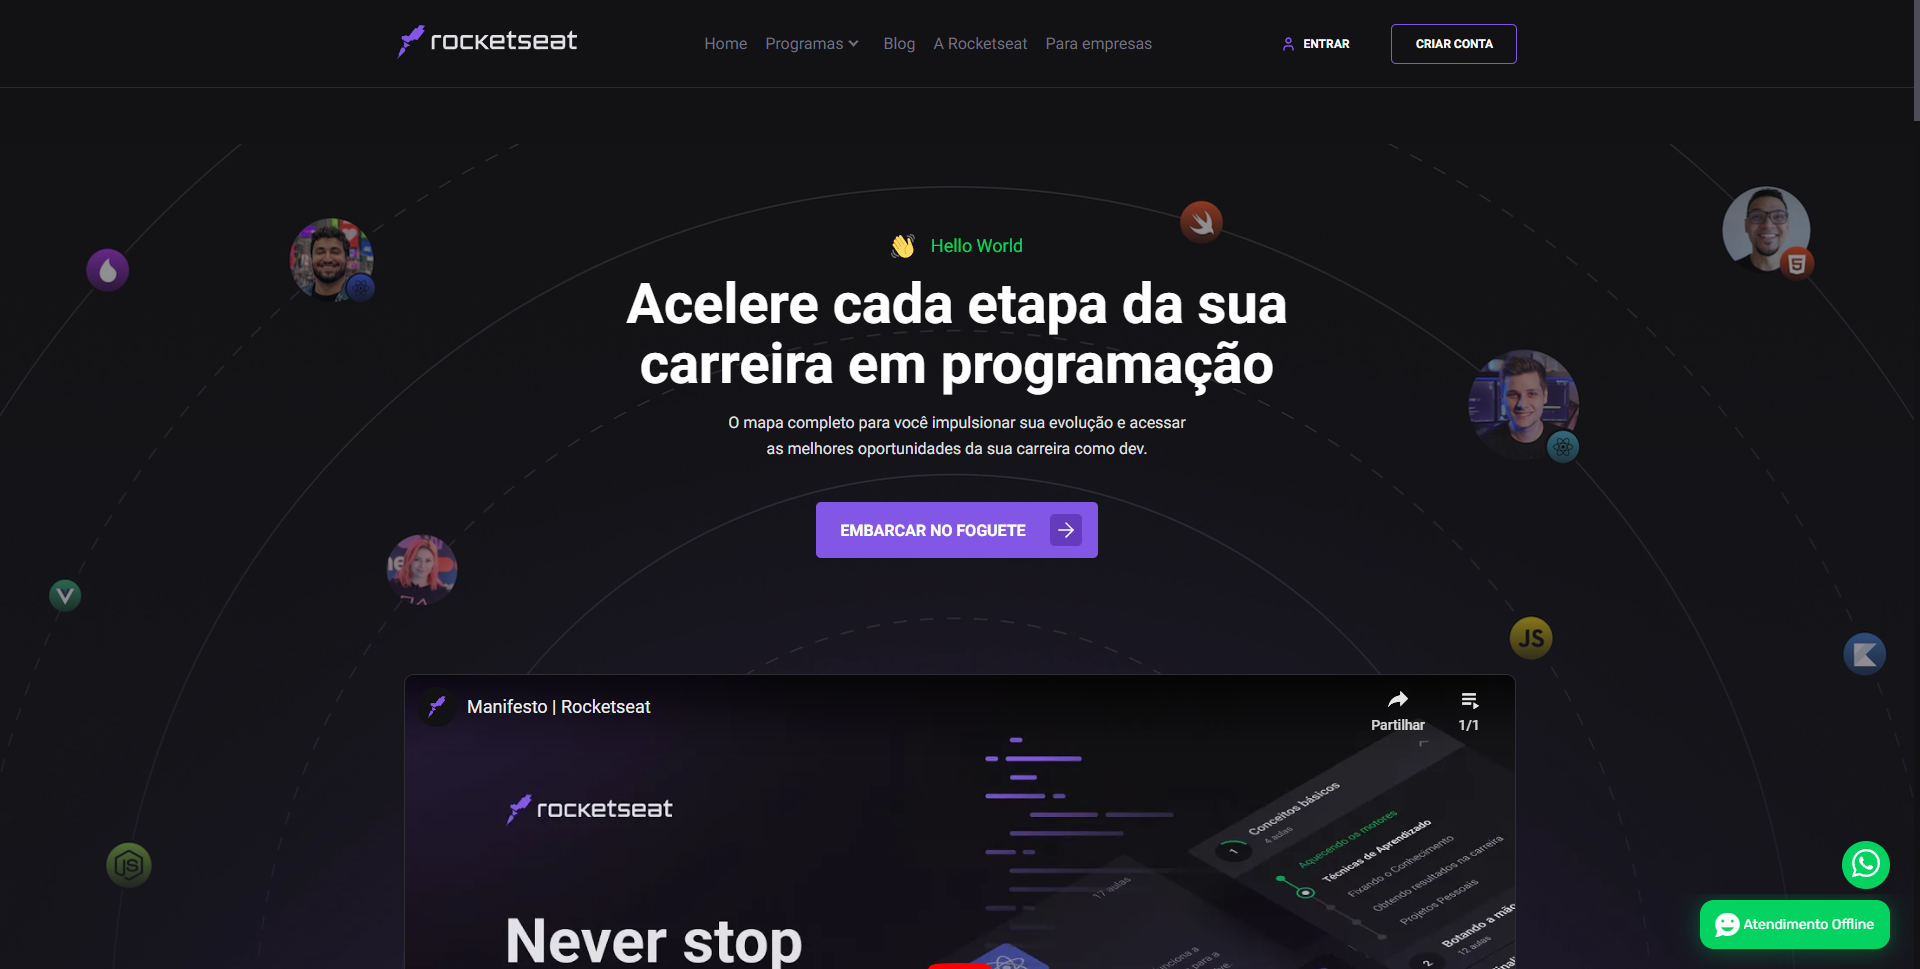 rocketseat
Home
Programas
Blog
A Rocketseat
Para empresas
ENTRAR
CRIAR CONTA
👋 Hello World
Acelere cada etapa da sua
carreira em programação
O mapa completo para você impulsionar sua evolução e acessar
as melhores oportunidades da sua carreira como dev.
EMBARCAR NO FOGUETE
JS
JS
Manifesto | Rocketseat
Partilhar
1/1
rocketseat
Never stop
17 aulas
1
Conceitos básicos
4 aulas
Aquecendo os motores
Técnicas de Aprendizado
Fixando o Conhecimento
Obtendo resultados na carreira
Projetos Pessoais
2
Botando a mão
12 aulas
Atendimento Offline